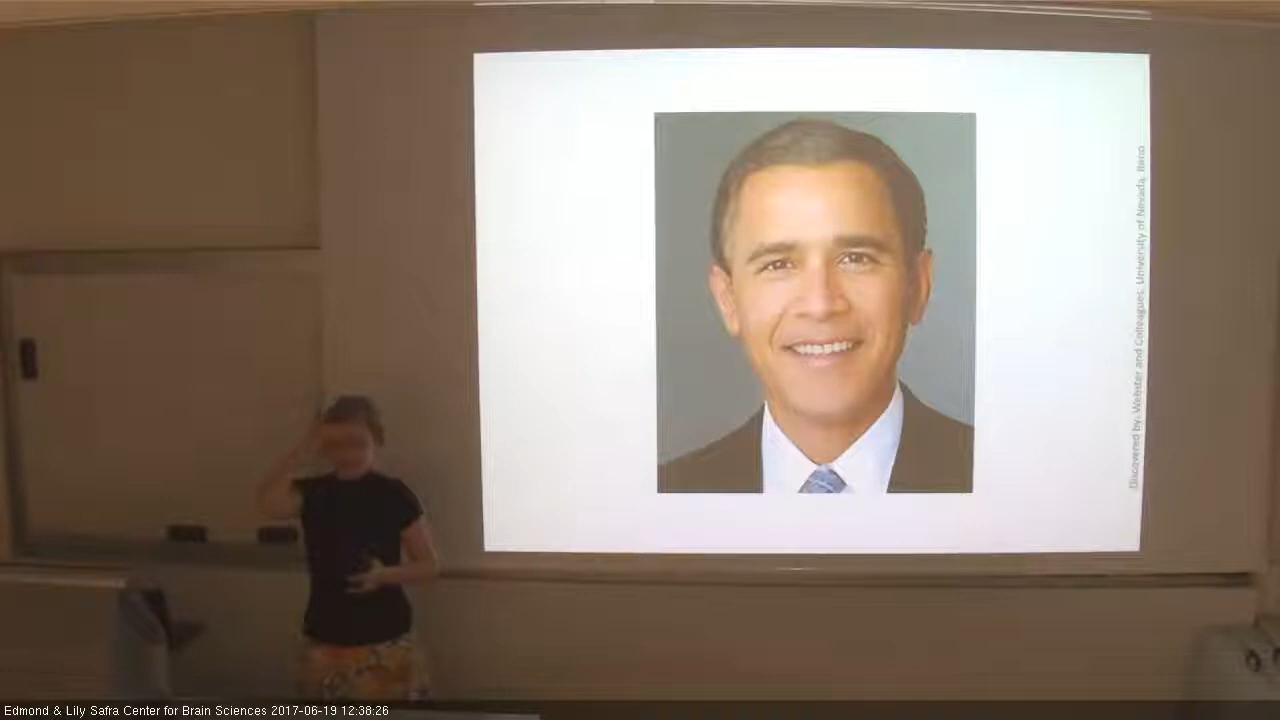 Discovered by: Webster and Colleagues, University of Nevada, Reno
Edmond & Lily Safra Center for Brain Sciences 2017-06-19 12:38:26